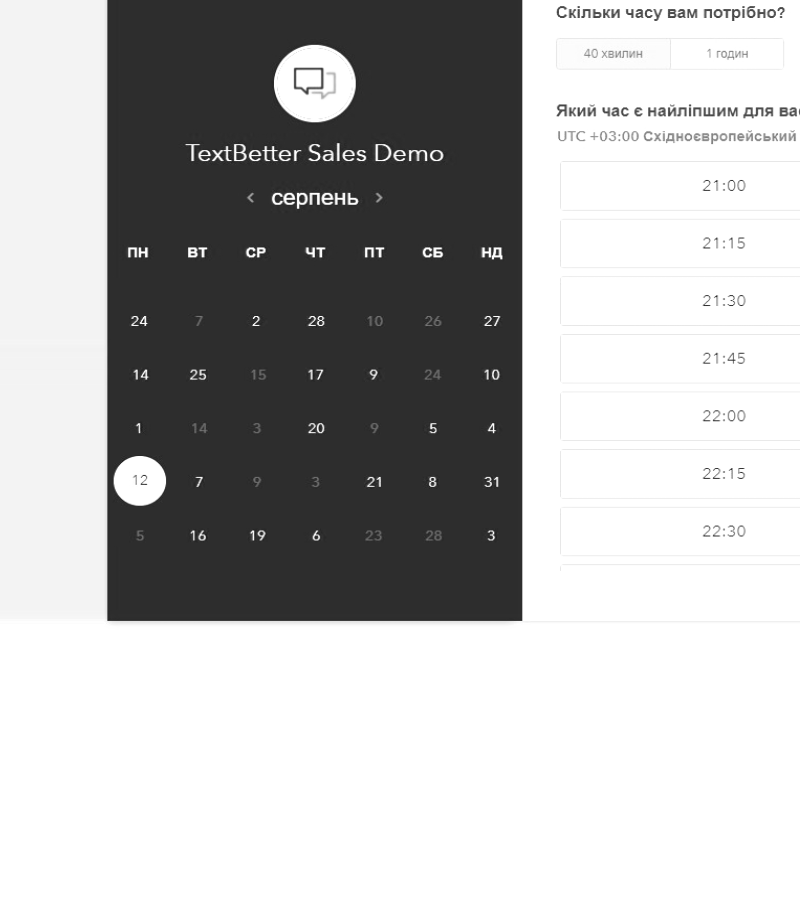 TextBetter Sales Demo
‹ серпень ›
ПН ВТ СР ЧТ ПТ СБ НД
24 7 2 28 10 26 27
14 25 15 17 9 24 10
1 14 3 20 9 5 4
12 7 9 3 21 8 31
5 16 19 6 23 28 3
Скільки часу вам потрібно?
40 хвилин 1 годин
Який час є найліпшим для вас
UTC +03:00 Східноєвропейський
21:00
21:15
21:30
21:45
22:00
22:15
22:30